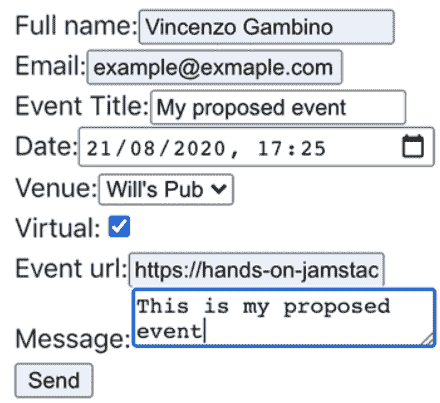 Full name: Vincenzo Gambino
Email: example@exmaple.com
Event Title: My proposed event
Date: 21/08/2020, 17:25
Venue: Will's Pub
Virtual:
Event url: https://hands-on-jamstac
This is my proposed
Message: event
Send